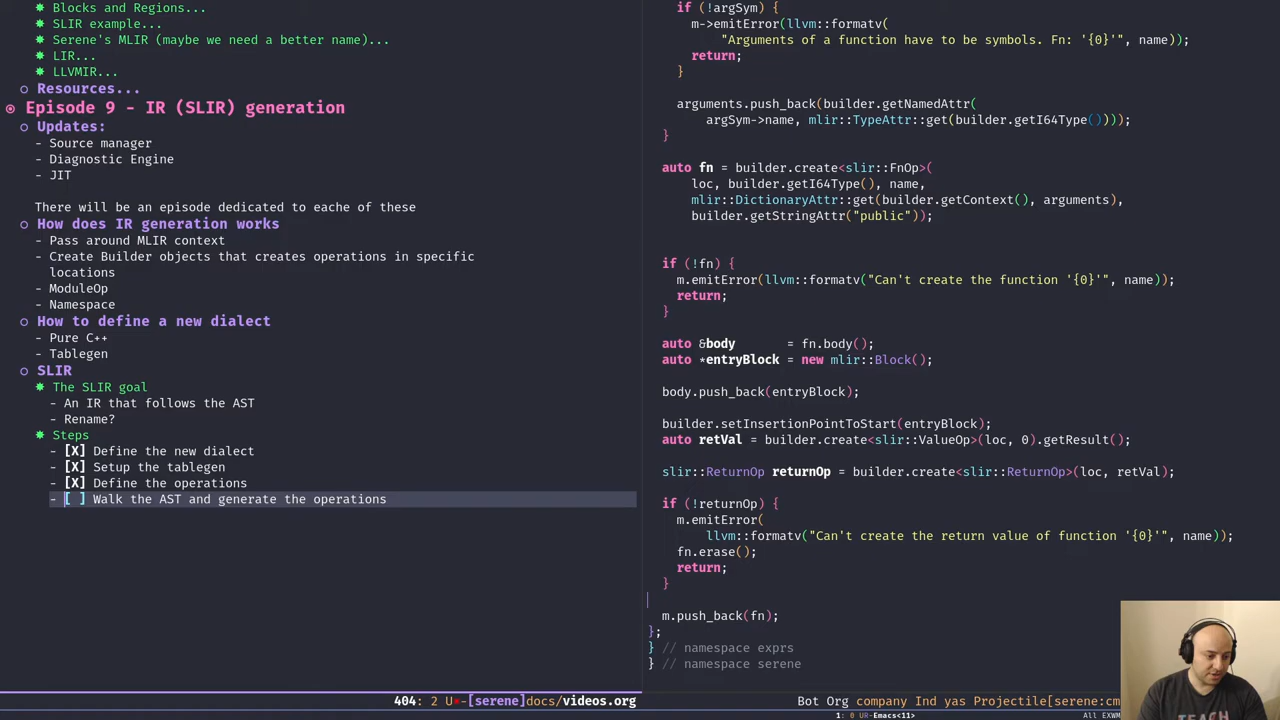 ✸ Blocks and Regions...
✸ SLIR example...
✸ Serene's MLIR (maybe we need a better name)...
✸ LIR...
✸ LLVMIR...
○ Resources...
⊙ Episode 9 - IR (SLIR) generation
○ Updates:
- Source manager
- Diagnostic Engine
- JIT
There will be an episode dedicated to eache of these
○ How does IR generation works
- Pass around MLIR context
- Create Builder objects that creates operations in specific
locations
- ModuleOp
- Namespace
○ How to define a new dialect
- Pure C++
- Tablegen
○ SLIR
✸ The SLIR goal
- An IR that follows the AST
- Rename?
✸ Steps
- [X] Define the new dialect
- [X] Setup the tablegen
- [X] Define the operations
- [ ] Walk the AST and generate the operations
404: 2 U*-[serene]docs/videos.org
if (!argSym) {
m->emitError(llvm::formatv(
"Arguments of a function have to be symbols. Fn: '{0}'", name));
return;
}
arguments.push_back(builder.getNamedAttr(
argSym->name, mlir::TypeAttr::get(builder.getI64Type())));
}
auto fn = builder.create<slir::FnOp>(
loc, builder.getI64Type(), name,
mlir::DictionaryAttr::get(builder.getContext(), arguments),
builder.getStringAttr("public"));
if (!fn) {
m.emitError(llvm::formatv("Can't create the function '{0}'", name));
return;
}
auto &body = fn.body();
auto *entryBlock = new mlir::Block();
body.push_back(entryBlock);
builder.setInsertionPointToStart(entryBlock);
auto retVal = builder.create<slir::ValueOp>(loc, 0).getResult();
slir::ReturnOp returnOp = builder.create<slir::ReturnOp>(loc, retVal);
if (!returnOp) {
m.emitError(
llvm::formatv("Can't create the return value of function '{0}'", name));
fn.erase();
return;
}
m.push_back(fn);
};
} // namespace exprs
} // namespace serene
Bot Org company Ind yas Projectile[serene:cm
1: 0 UR-Emacs<11>
All EXWM
TEACH